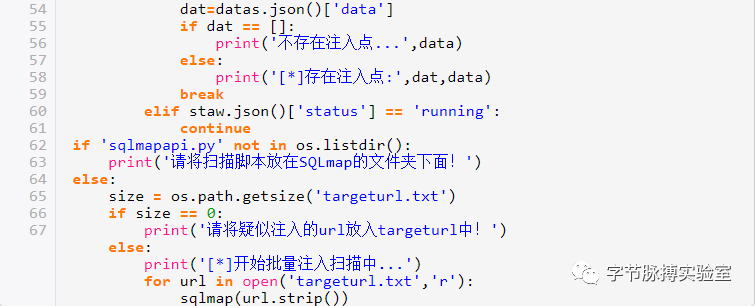 54 dat=datas.json()['data']
55 if dat == []:
56 print('不存在注入点...',data)
57 else:
58 print('[*]存在注入点:',dat,data)
59 break
60 elif staw.json()['status'] == 'running':
61 continue
62 if 'sqlmapapi.py' not in os.listdir():
63 print('请将扫描脚本放在SQLmap的文件夹下面！')
64 else:
65 size = os.path.getsize('targeturl.txt')
66 if size == 0:
67 print('请将疑似注入的url放入targeturl中！')
else:
print('[*]开始批量注入扫描中...')
for url in open('targeturl.txt','r'):
sqlmap(url.strip())
字节脉搏实验室